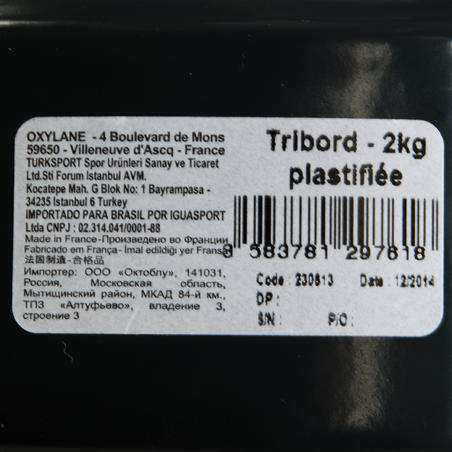 OXYLANE - 4 Boulevard de Mons
59650 - Villeneuve d'Ascq - France
TURKSPORT Spor Urünleri Sanay ve Ticaret
Ltd.Sti Forum Istanbul AVM.
Kocatepe Mah. G Blok No: 1 Bayrampasa -
34235 Istanbul 6 Turkey
IMPORTADO PARA BRASIL POR IGUASPORT
Ltda CNPJ : 02.314.041/0001-88
Made in France-Произведено во Франции
Fabricado em França- İmal edildiği yer Fransa
法国制造-合格品
Импортер: ООО «Октоблу», 141031,
Россия, Московская область,
Мытищинский район, МКАД 84-й км.,
ТПЗ «Алтуфьево», владение 3,
строение 3
Tribord - 2kg
plastifiée
3 583781 297618
Code : 230613 Date : 12/2014
DP :
S/N : P/O :